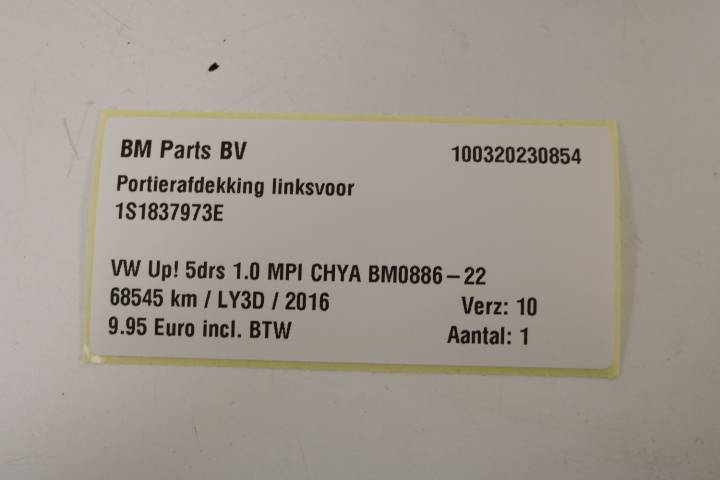 BM Parts BV 100320230854
Portierafdekking linksvoor
1S1837973E
VW Up! 5drs 1.0 MPI CHYA BM0886-22
68545 km / LY3D / 2016 Verz: 10
9.95 Euro incl. BTW Aantal: 1